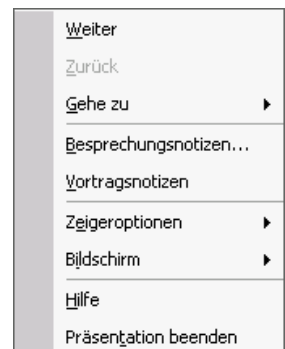 Weiter
Zurück
Gehe zu
Besprechungsnotizen...
Vortragsnotizen
Zeigeroptionen
Bildschirm
Hilfe
Präsentation beenden